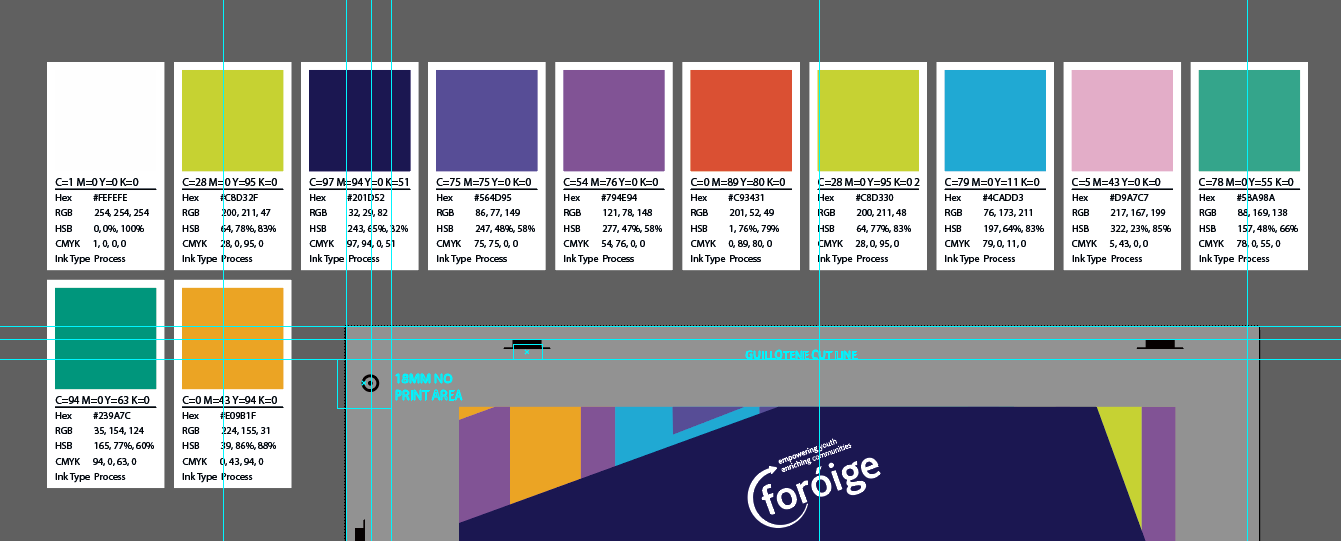 C=1 M=0 Y=0 K=0
Hex #FEFEFE
RGB 254, 254, 254
HSB 0, 0%, 100%
CMYK 1, 0, 0, 0
Ink Type Process
C=28 M=0 Y=95 K=0
Hex #C8D32F
RGB 200, 211, 47
HSB 64, 78%, 83%
CMYK 28, 0, 95, 0
Ink Type Process
C=97 M=94 Y=0 K=51
Hex #201D52
RGB 32, 29, 82
HSB 243, 65%, 32%
CMYK 97, 94, 0, 51
Ink Type Process
C=75 M=75 Y=0 K=0
Hex #564D95
RGB 86, 77, 149
HSB 247, 48%, 58%
CMYK 75, 75, 0, 0
Ink Type Process
C=54 M=76 Y=0 K=0
Hex #794E94
RGB 121, 78, 148
HSB 277, 47%, 58%
CMYK 54, 76, 0, 0
Ink Type Process
C=0 M=89 Y=80 K=0
Hex #C93431
RGB 201, 52, 49
HSB 1, 76%, 79%
CMYK 0, 89, 80, 0
Ink Type Process
C=28 M=0 Y=95 K=0 2
Hex #C8D330
RGB 200, 211, 48
HSB 64, 77%, 83%
CMYK 28, 0, 95, 0
Ink Type Process
C=79 M=0 Y=11 K=0
Hex #4CADD3
RGB 76, 173, 211
HSB 197, 64%, 83%
CMYK 79, 0, 11, 0
Ink Type Process
C=5 M=43 Y=0 K=0
Hex #D9A7C7
RGB 217, 167, 199
HSB 322, 23%, 85%
CMYK 5, 43, 0, 0
Ink Type Process
C=78 M=0 Y=55 K=0
Hex #58A98A
RGB 88, 169, 138
HSB 157, 48%, 66%
CMYK 78, 0, 55, 0
Ink Type Process
C=94 M=0 Y=63 K=0
Hex #239A7C
RGB 35, 154, 124
HSB 165, 77%, 60%
CMYK 94, 0, 63, 0
Ink Type Process
C=0 M=43 Y=94 K=0
Hex #E09B1F
RGB 224, 155, 31
HSB 39, 86%, 88%
CMYK 0, 43, 94, 0
Ink Type Process
GUILLOTENE CUT LINE
18MM NO
PRINT AREA
empowering youth
enriching communities
foróige